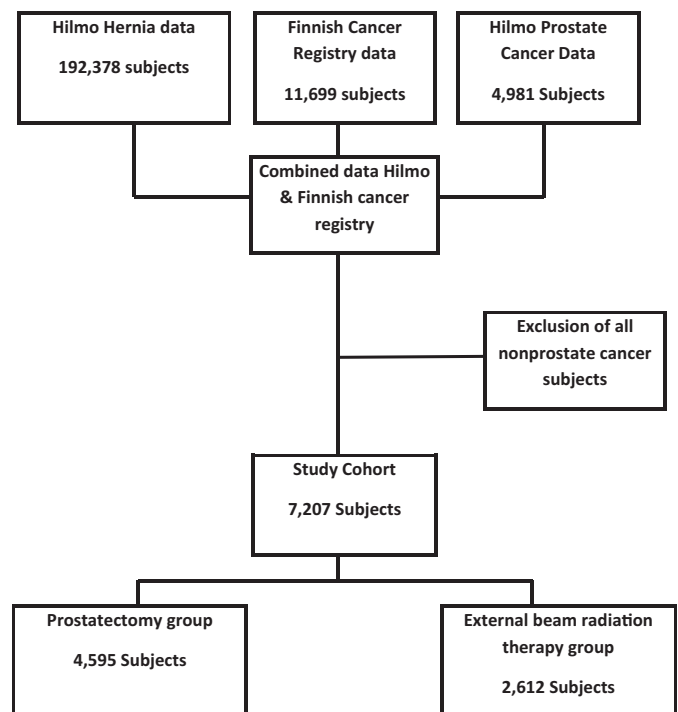 Hilmo Hernia data
192,378 subjects
Finnish Cancer
Registry data
11,699 subjects
Hilmo Prostate
Cancer Data
4,981 Subjects
Combined data Hilmo
& Finnish cancer
registry
Exclusion of all
nonprostate cancer
subjects
Study Cohort
7,207 Subjects
Prostatectomy group
4,595 Subjects
External beam radiation
therapy group
2,612 Subjects